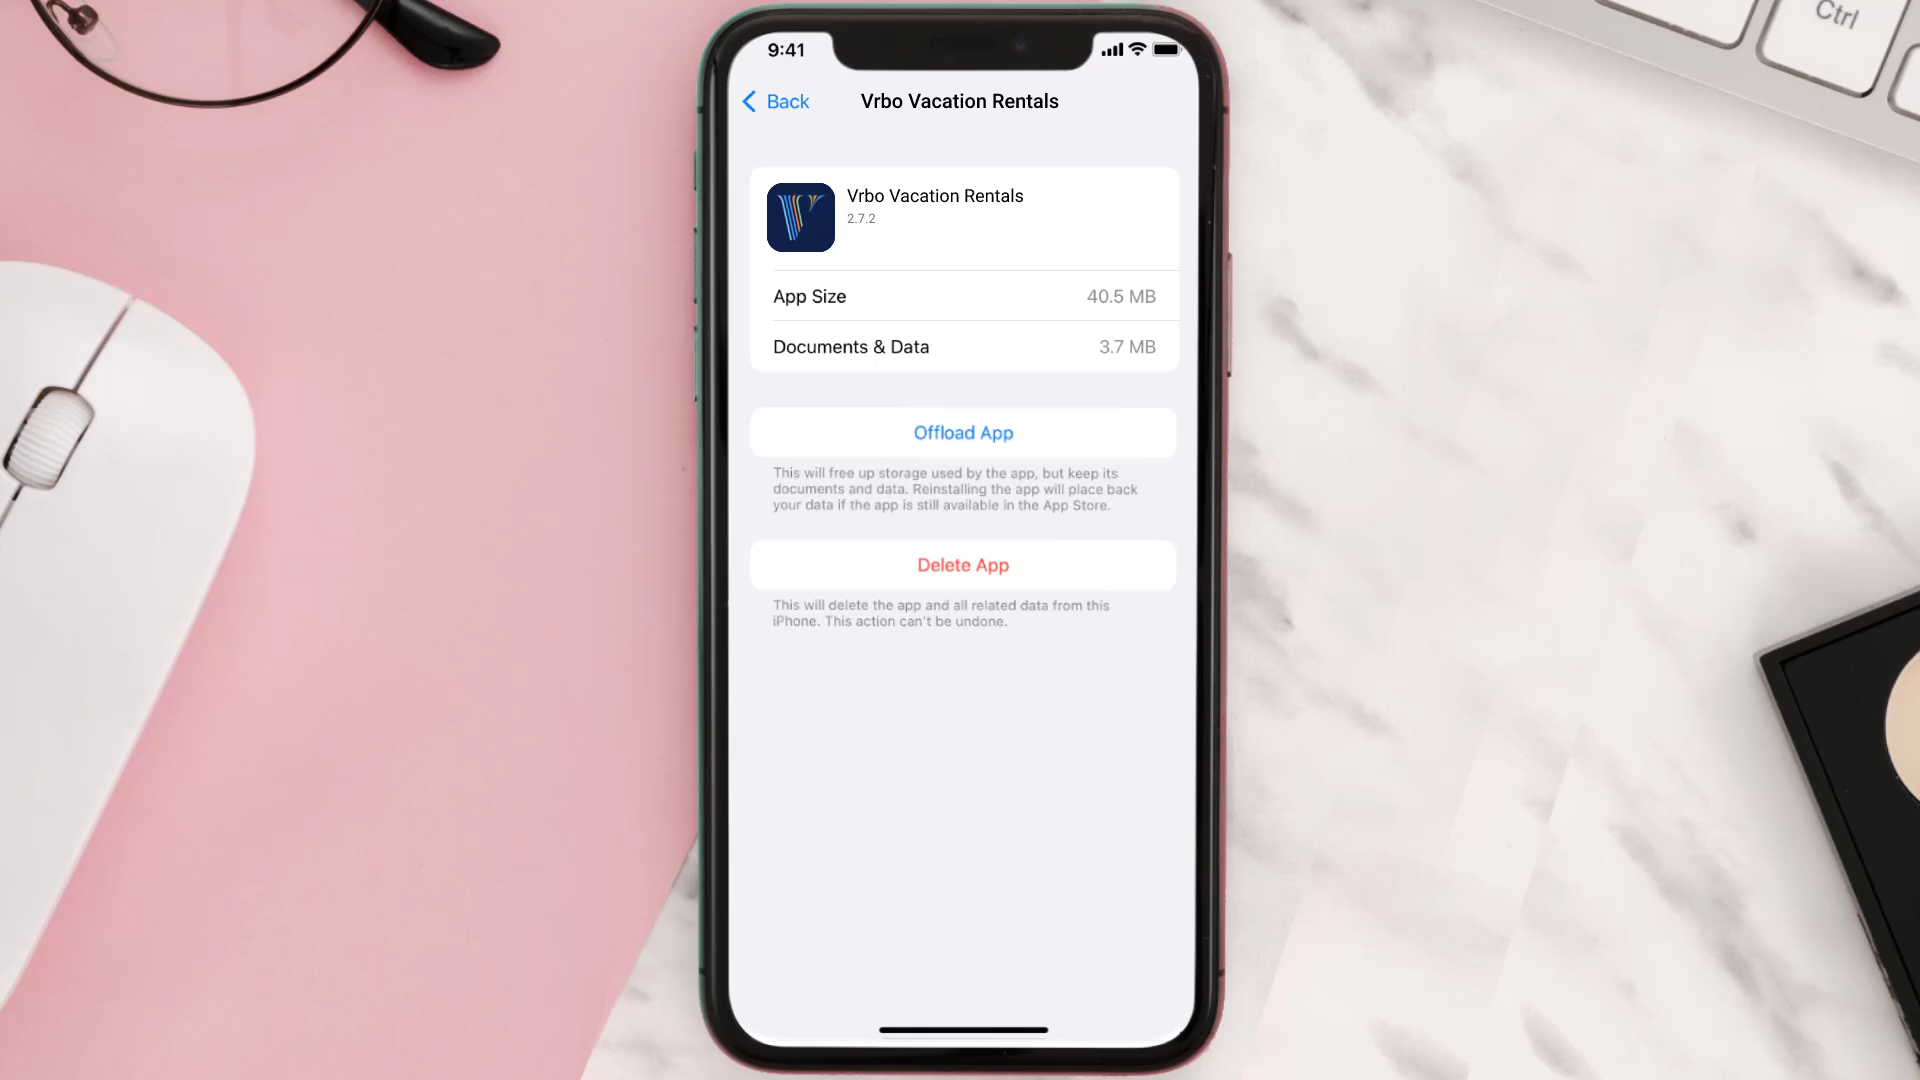 Ctrl
9:41
Back
Vrbo Vacation Rentals
Vrbo Vacation Rentals
2.7.2
App Size
40.5 MB
Documents & Data
3.7 MB
Offload App
This will free up storage used by the app, but keep its
documents and data. Reinstalling the app will place back
your data if the app is still available in the App Store.
Delete App
This will delete the app and all related data from this
iPhone. This action can't be undone.